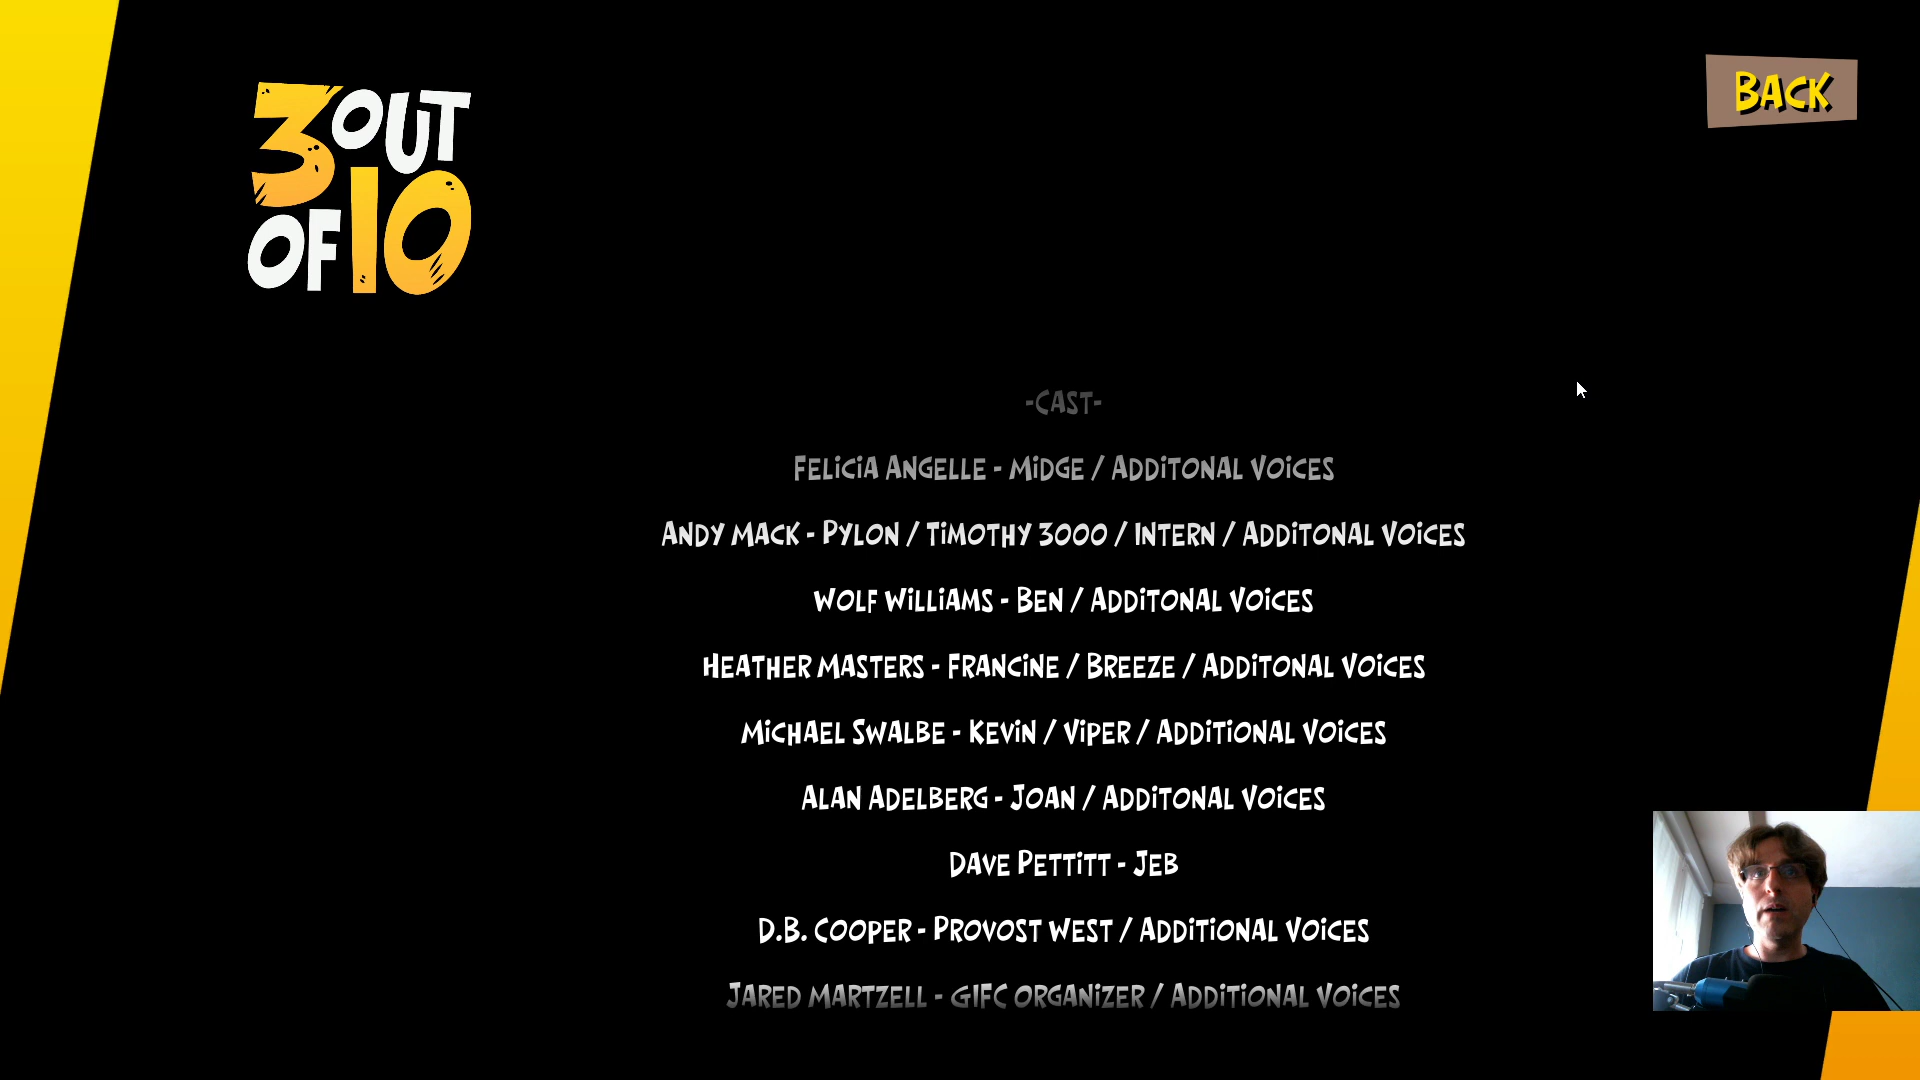 3 OUT
OF 10
BACK
-CAST-
FELICIA ANGELLE - MIDGE / ADDITONAL VOICES
ANDY MACK - PYLON / TIMOTHY 3000 / INTERN / ADDITONAL VOICES
WOLF WILLIAMS - BEN / ADDITONAL VOICES
HEATHER MASTERS - FRANCINE / BREEZE / ADDITONAL VOICES
MICHAEL SWALBE - KEVIN / VIPER / ADDITIONAL VOICES
ALAN ADELBERG - JOAN / ADDITONAL VOICES
DAVE PETTITT - JEB
D.B. COOPER - PROVOST WEST / ADDITIONAL VOICES
JARED MARTZELL - GIFC ORGANIZER / ADDITIONAL VOICES